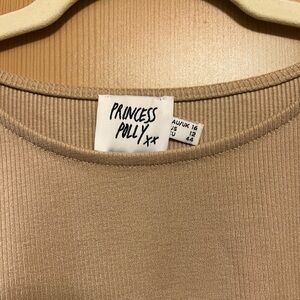 PRINCESS
POLLY xx
AU/UK 16
US 12
EU 44